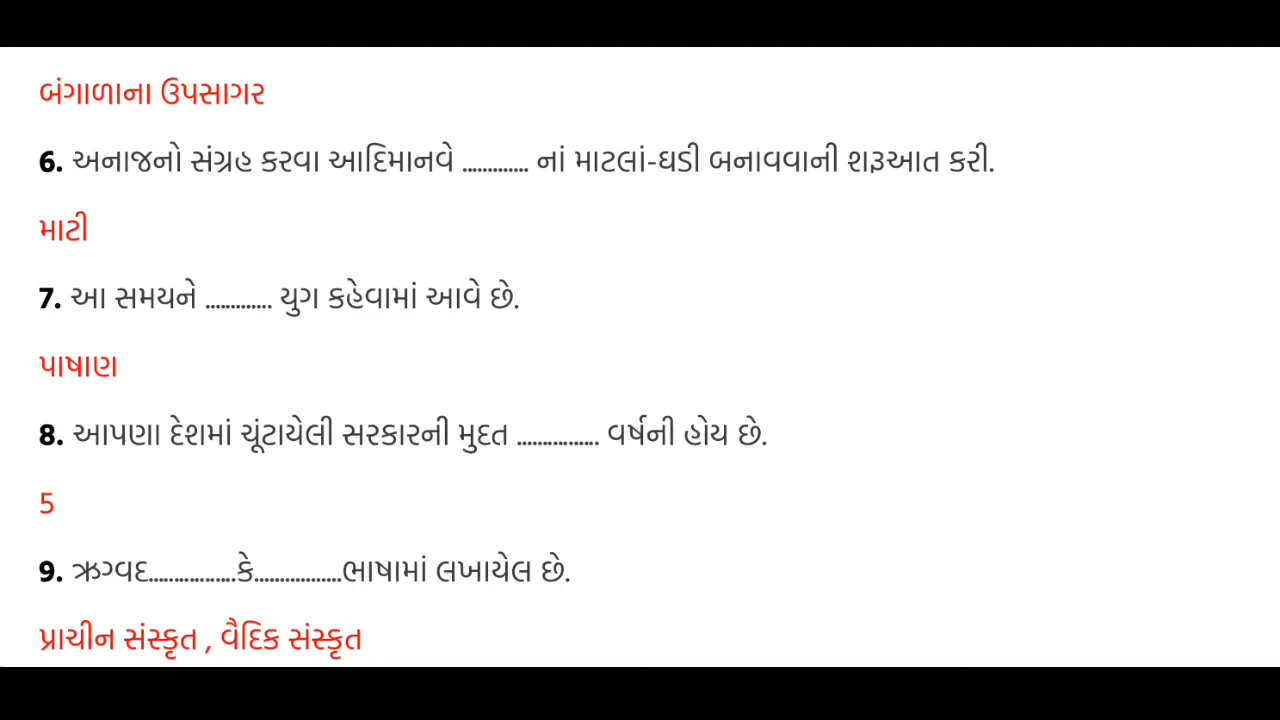 બંગાળાના ઉપસાગર
6. અનાજનો સંગ્રહ કરવા આદિમાનવે ............. નાં માટલાં-ઘડી બનાવવાની શરૂઆત કરી.
માટી
7. આ સમયને ............. યુગ કહેવામાં આવે છે.
પાષાણ
8. આપણા દેશમાં ચૂંટાયેલી સરકારની મુદત ................ વર્ષની હોય છે.
5
9. ઋગ્વદ.................કે.................ભાષામાં લખાયેલ છે.
પ્રાચીન સંસ્કૃત , વૈદિક સંસ્કૃત